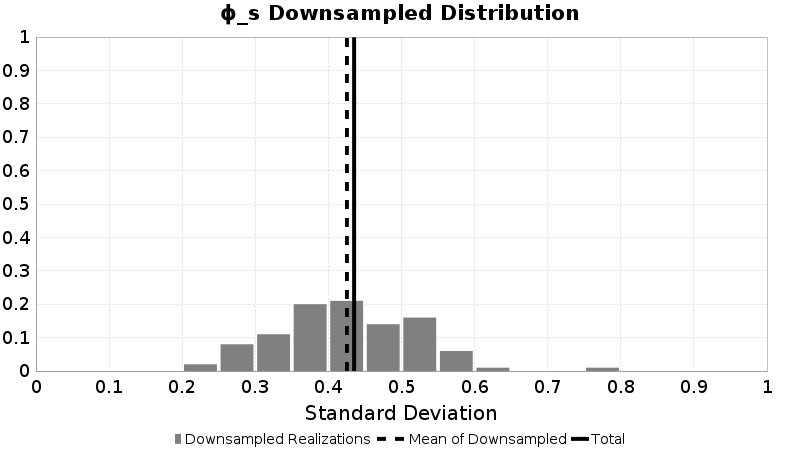 ϕ_s Downsampled Distribution
1
0.9
0.8
0.7
0.6
0.5
0.4
0.3
0.2
0.1
0
0 0.1 0.2 0.3 0.4 0.5 0.6 0.7 0.8 0.9 1
Standard Deviation
Downsampled Realizations Mean of Downsampled Total